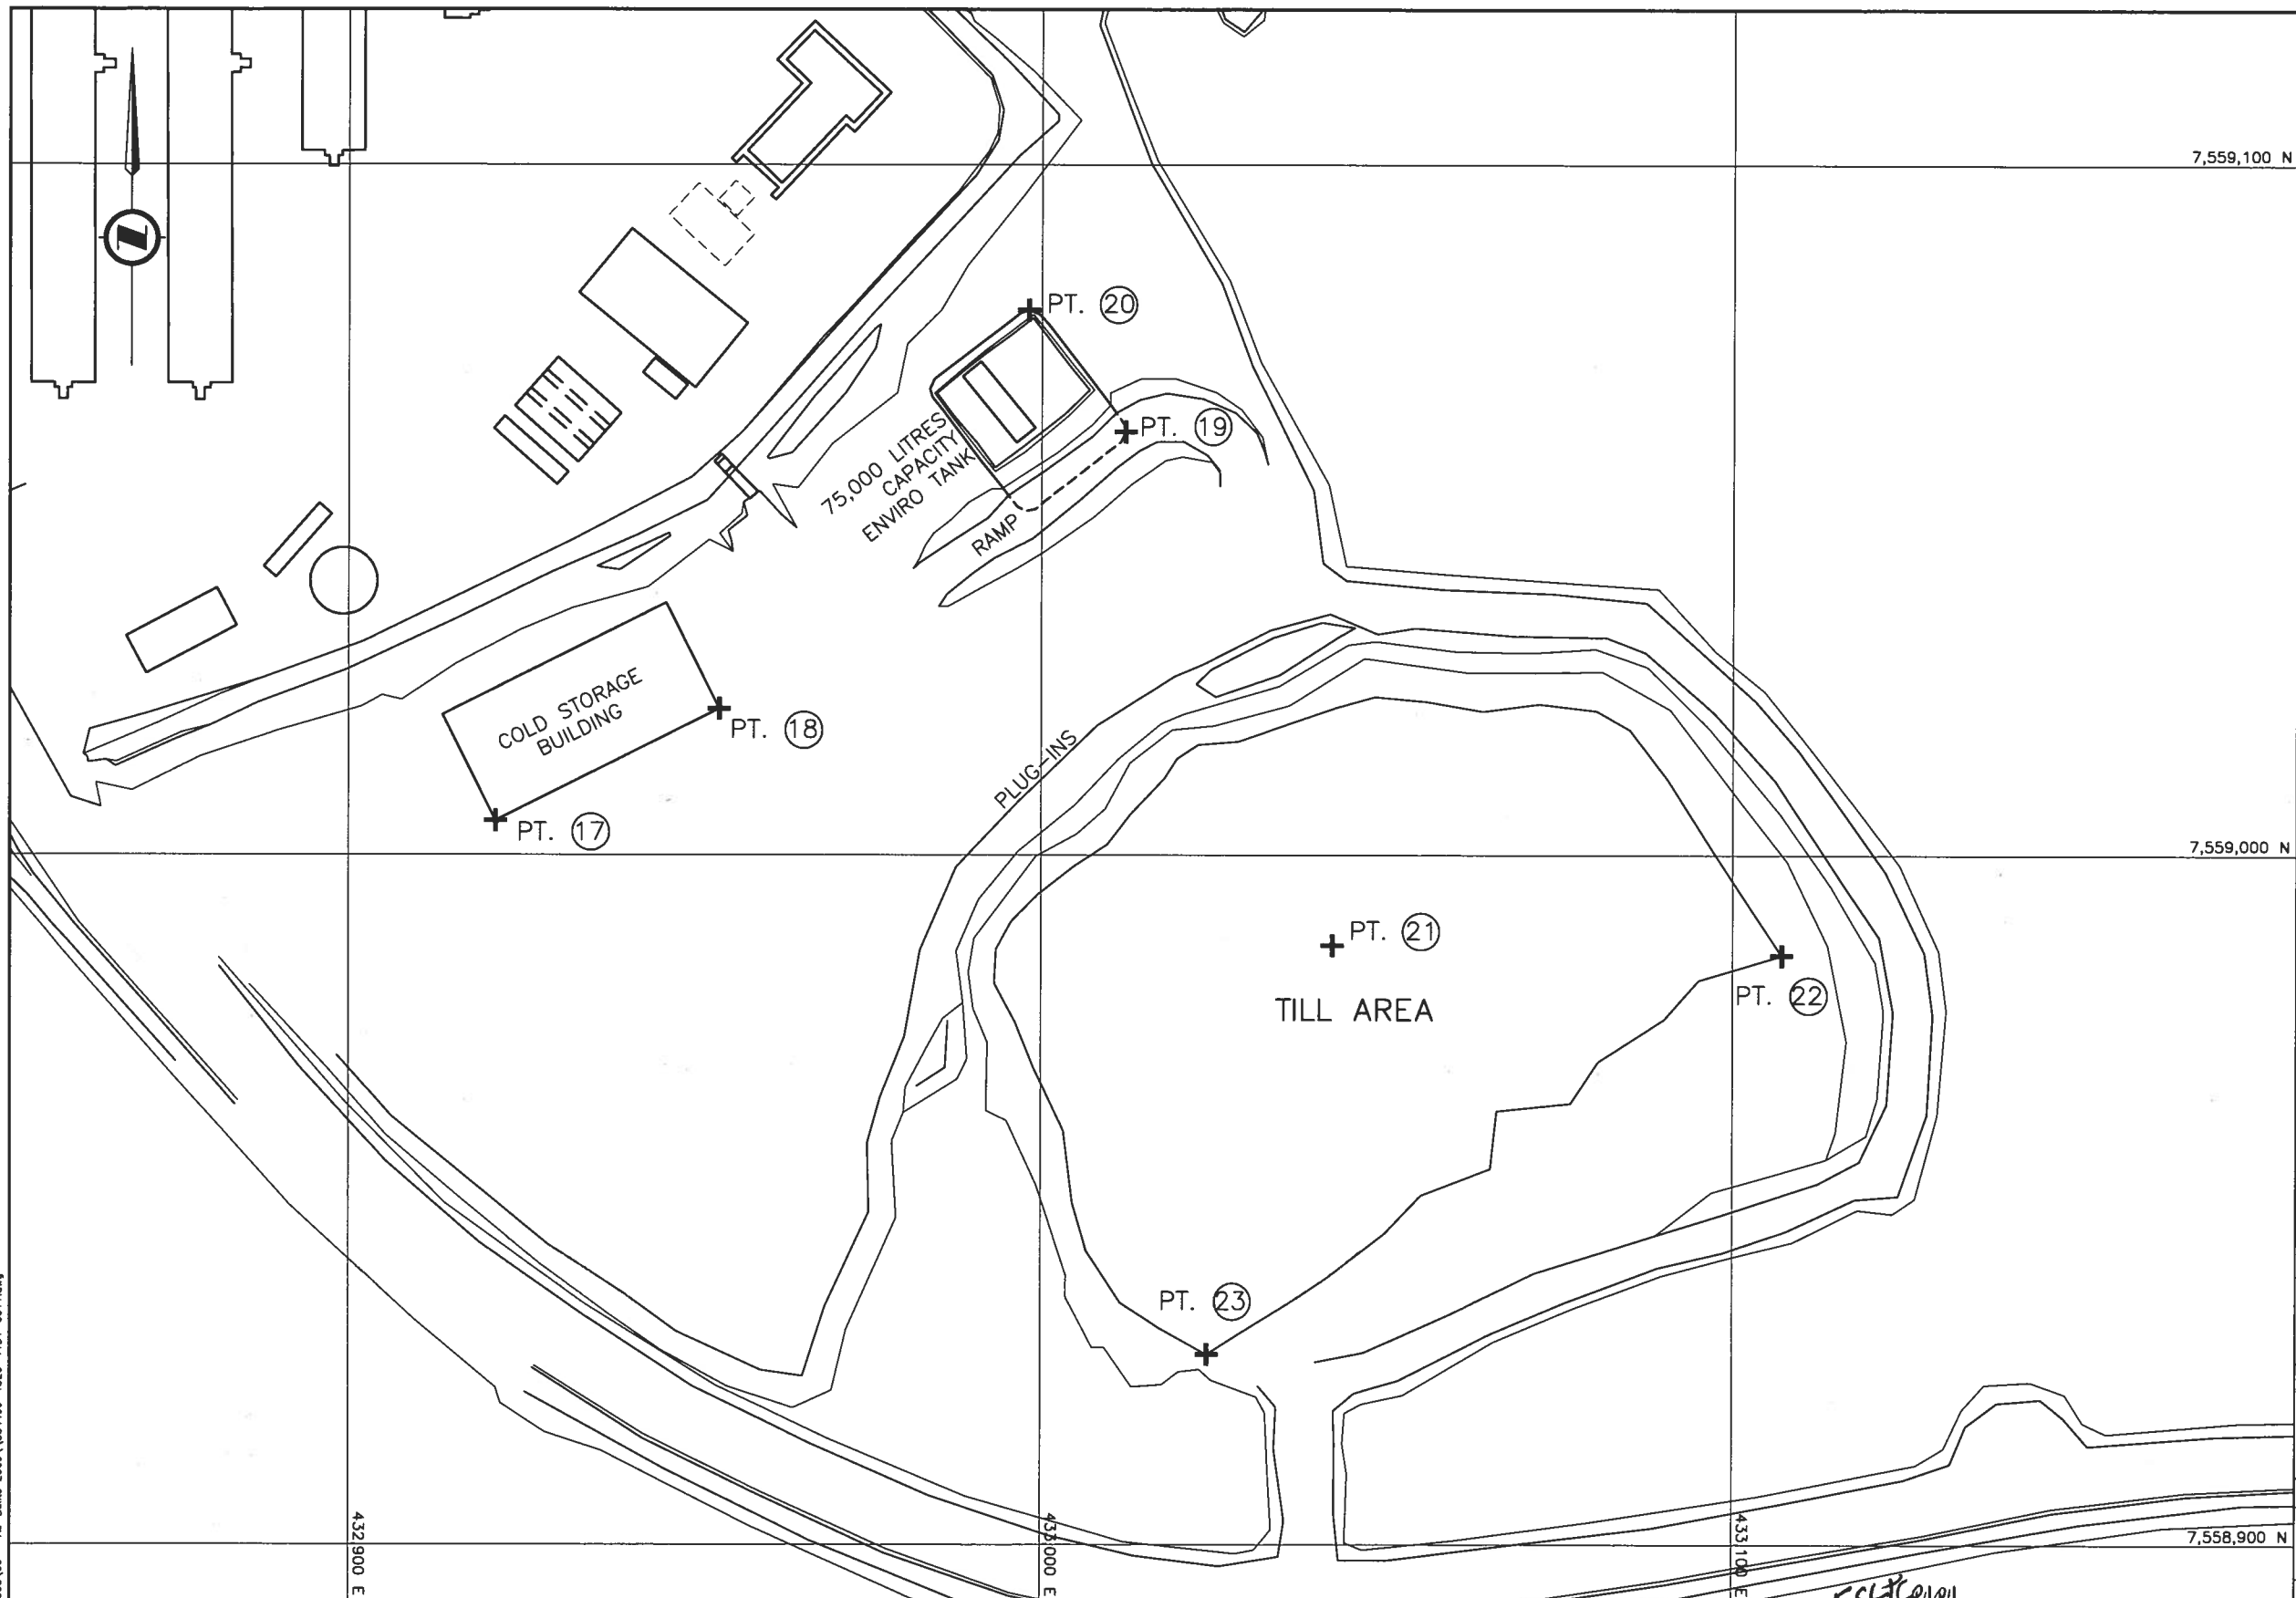 7,559,100 N
PT. 20
PT. 19
75,000 LITRES
CAPACITY
ENVIRO TANK
RAMP
COLD STORAGE
BUILDING
PT. 18
PT. 17
PLUG-INS
7,559,000 N
PT. 21
TILL AREA
PT. 22
PT. 23
432,900 E
433,000 E
433,100 E
7,558,900 N